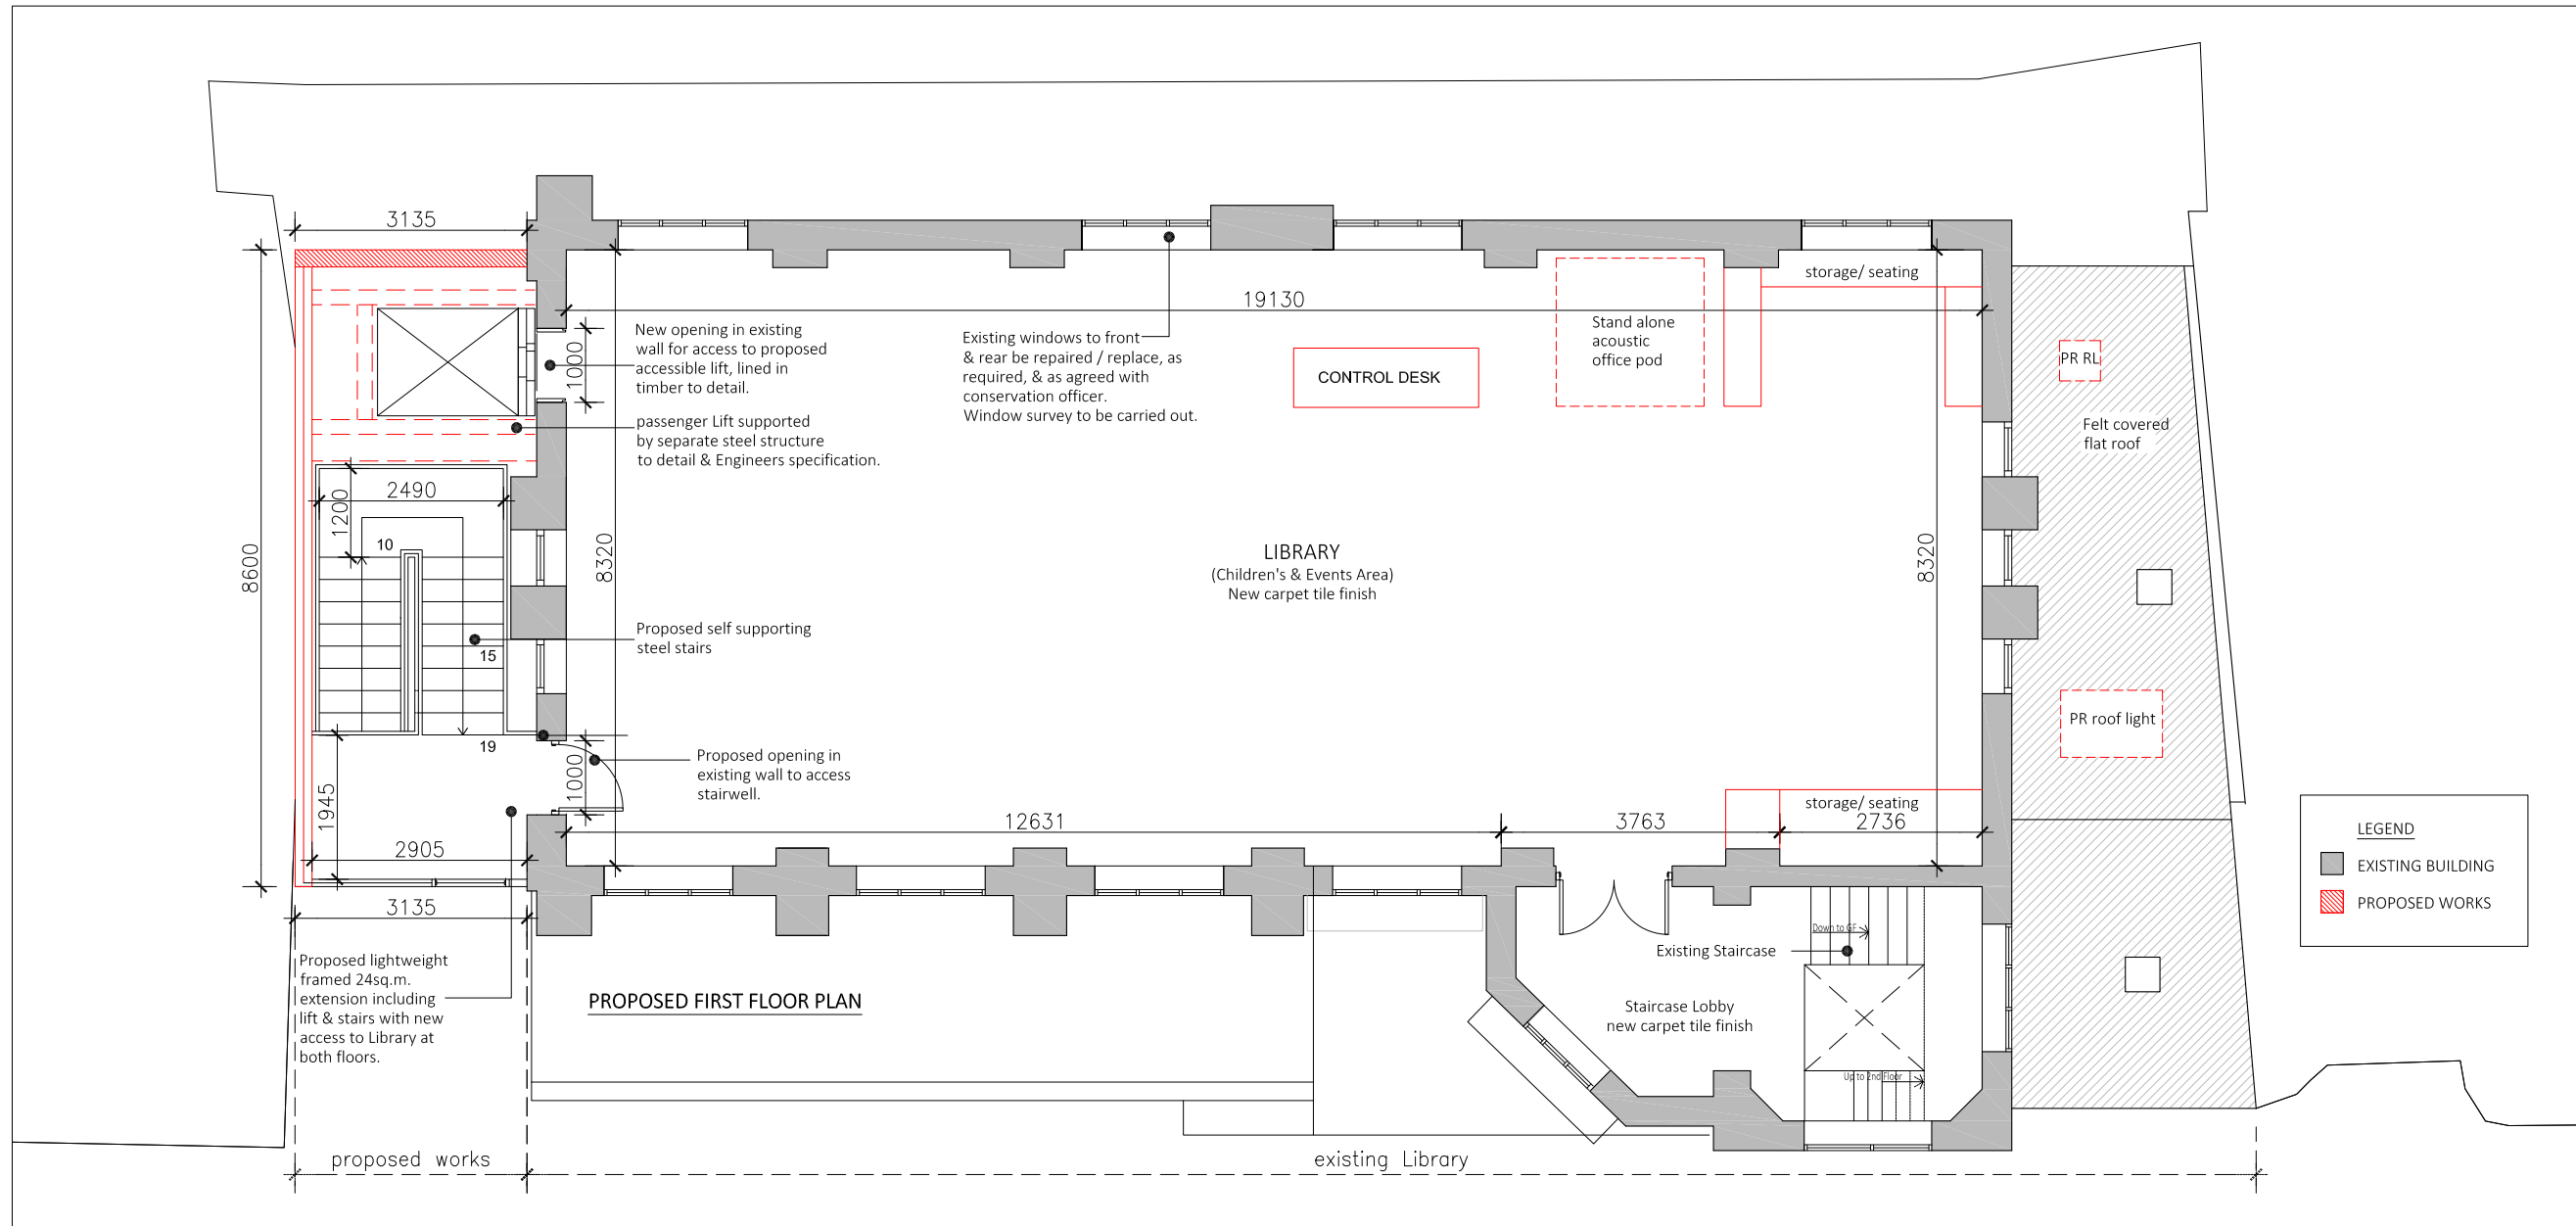 3135
19130
storage/ seating
New opening in existing
wall for access to proposed
accessible lift, lined in
timber to detail.
1000
Existing windows to front
& rear be repaired / replace, as
required, & as agreed with
conservation officer.
Window survey to be carried out.
CONTROL DESK
Stand alone
acoustic
office pod
PR RL
Felt covered
flat roof
passenger Lift supported
by separate steel structure
to detail & Engineers specification.
2490
1200
10
8600
8320
8320
LIBRARY
(Children's & Events Area)
New carpet tile finish
Proposed self supporting
steel stairs
15
19
PR roof light
Proposed opening in
existing wall to access
stairwell.
1000
1945
2905
12631
3763
storage/ seating
2736
LEGEND
EXISTING BUILDING
PROPOSED WORKS
3135
Down to GF
Existing Staircase
Proposed lightweight
framed 24sq.m.
extension including
lift & stairs with new
access to Library at
both floors.
PROPOSED FIRST FLOOR PLAN
Staircase Lobby
new carpet tile finish
Up to 2nd Floor
proposed works
existing Library